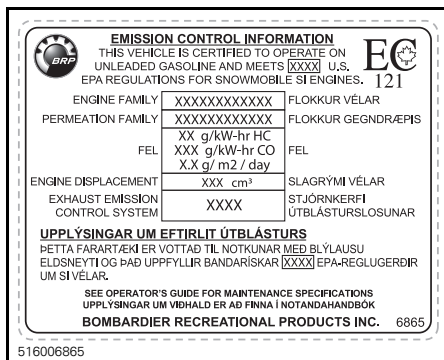 EMISSION CONTROL INFORMATION
THIS VEHICLE IS CERTIFIED TO OPERATE ON
UNLEADED GASOLINE AND MEETS XXXX U.S.
EPA REGULATIONS FOR SNOWMOBILE SI ENGINES.
BRP
EC
121
ENGINE FAMILY XXXXXXXXXXXX FLOKKUR VÉLAR
PERMEATION FAMILY XXXXXXXXXXXX FLOKKUR GEGNDRÆPIS
XX g/kW-hr HC
FEL XXX g/kW-hr CO FEL
X.X g/ m2 / day
ENGINE DISPLACEMENT XXX cm³ SLAGRÝMI VÉLAR
EXHAUST EMISSION XXXX STJÓRNKERFI
CONTROL SYSTEM ÚTBLÁSTURSLOSUNAR
UPPLÝSINGAR UM EFTIRLIT ÚTBLÁSTURS
ÞETTA FARARTÆKI ER VOTTAÐ TIL NOTKUNAR MEÐ BLÝLAUSU
ELDSNEYTI OG ÞAÐ UPPFYLLIR BANDARÍSKAR XXXX EPA-REGLUGERÐIR
UM SI VÉLAR.
SEE OPERATOR'S GUIDE FOR MAINTENANCE SPECIFICATIONS
UPPLÝSINGAR UM VIÐHALD ER AÐ FINNA Í NOTANDAHANDBÓK
BOMBARDIER RECREATIONAL PRODUCTS INC. 6865
516006865